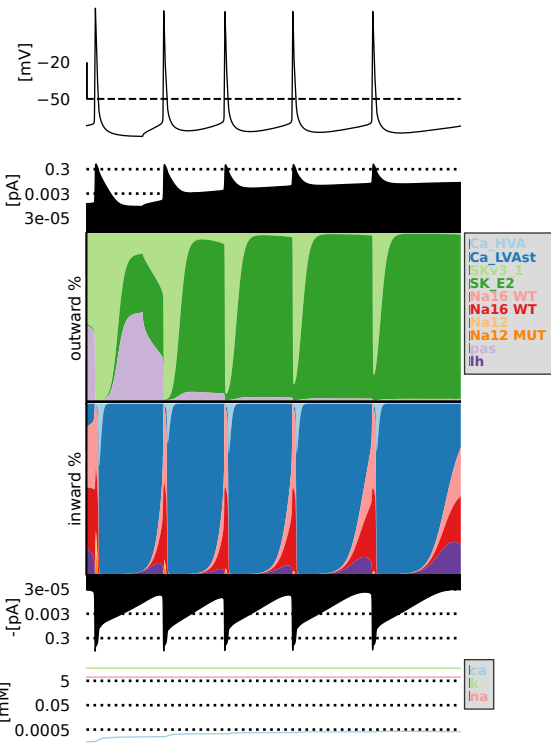 [mV]
−20
−50
[pA]
0.3
0.003
3e-05
outward %
Ca_HVA
Ca_LVAst
SKv3_1
SK_E2
Na16 WT
Na16 WT
Na12
Na12 MUT
pas
Ih
inward %
-[pA]
3e-05
0.003
0.3
[mM]
5
0.05
0.0005
ca
k
na